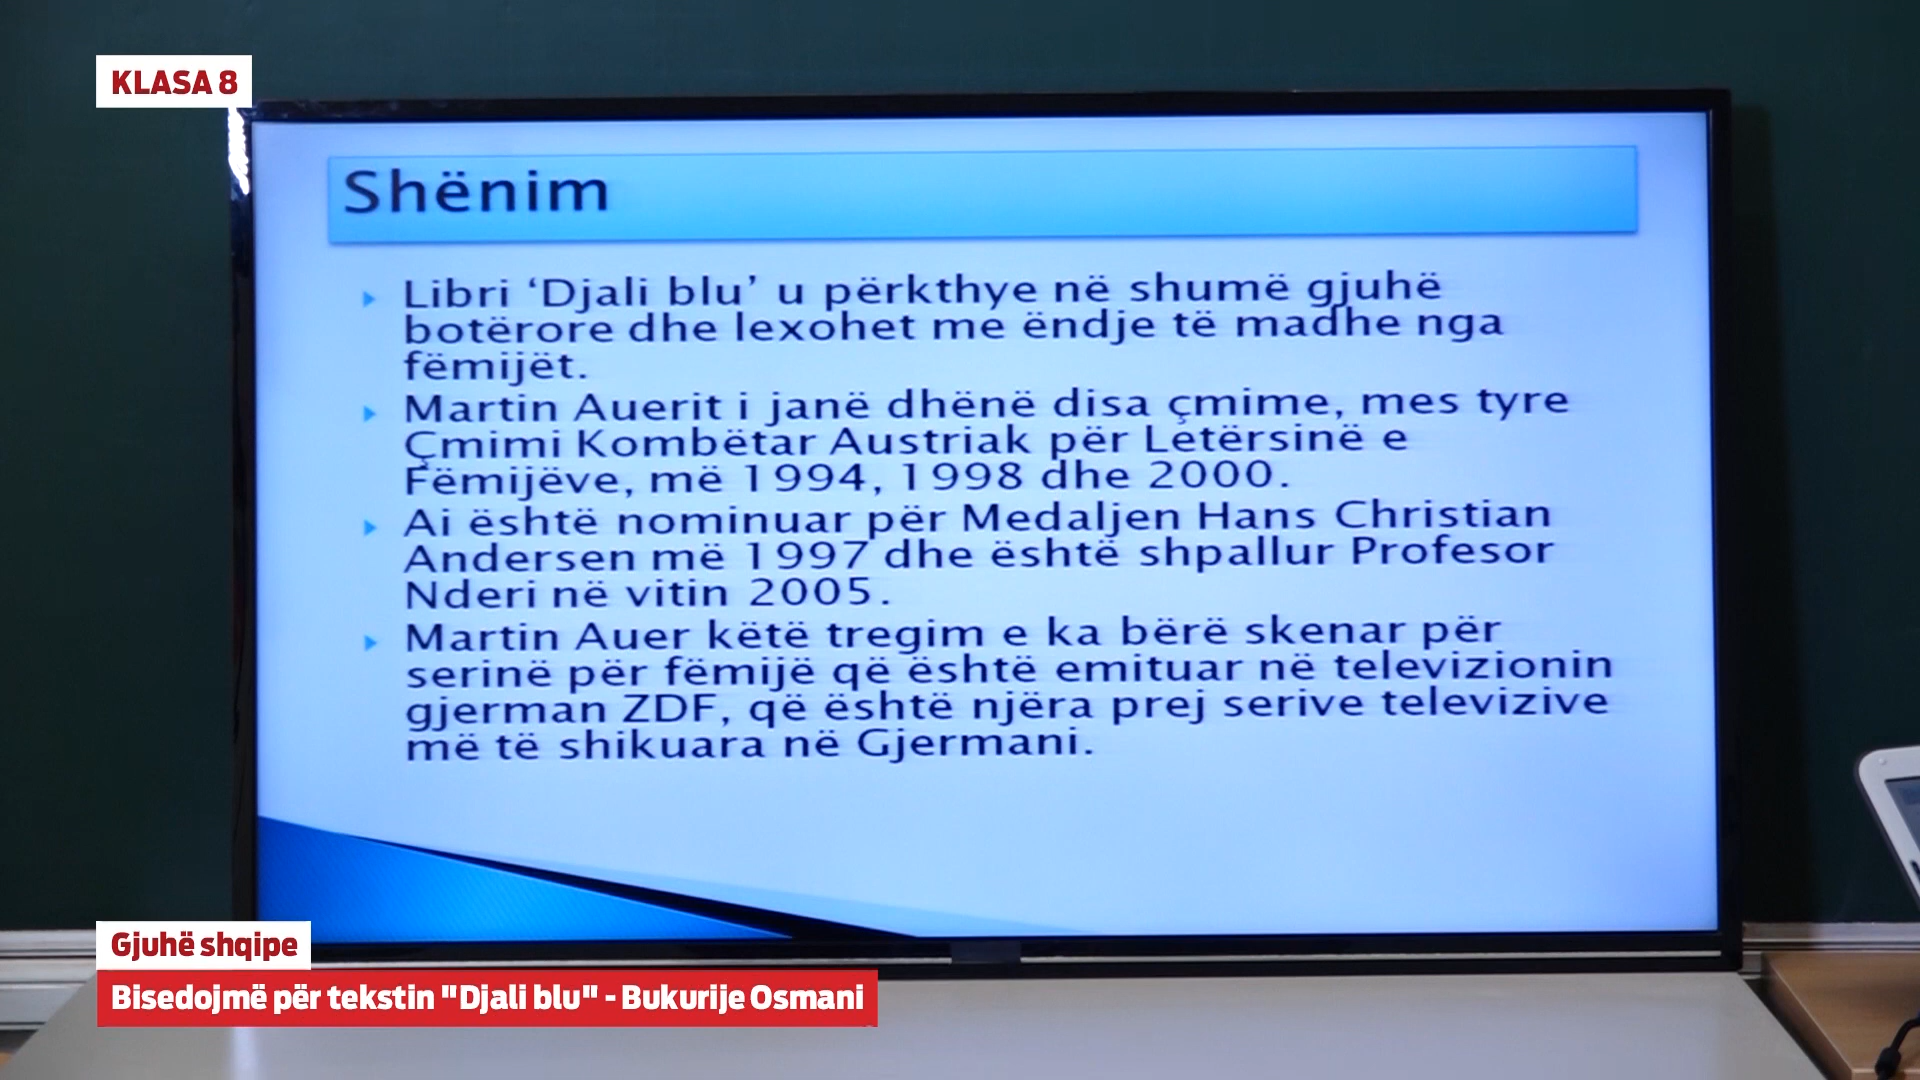 KLASA 8
Shënim
Libri ‘Djali blu’ u përkthye në shumë gjuhë
botërore dhe lexohet me ëndje të madhe nga
fëmijët.
Martin Auerit i janë dhënë disa çmime, mes tyre
Çmimi Kombëtar Austriak për Letërsinë e
Fëmijëve, më 1994, 1998 dhe 2000.
Ai është nominuar për Medaljen Hans Christian
Andersen më 1997 dhe është shpallur Profesor
Nderi në vitin 2005.
Martin Auer këtë tregim e ka bërë skenar për
serinë për fëmijë që është emituar në televizionin
gjerman ZDF, që është njëra prej serive televizive
më të shikuara në Gjermani.
Gjuhë shqipe
Bisedojmë për tekstin "Djali blu" - Bukurije Osmani